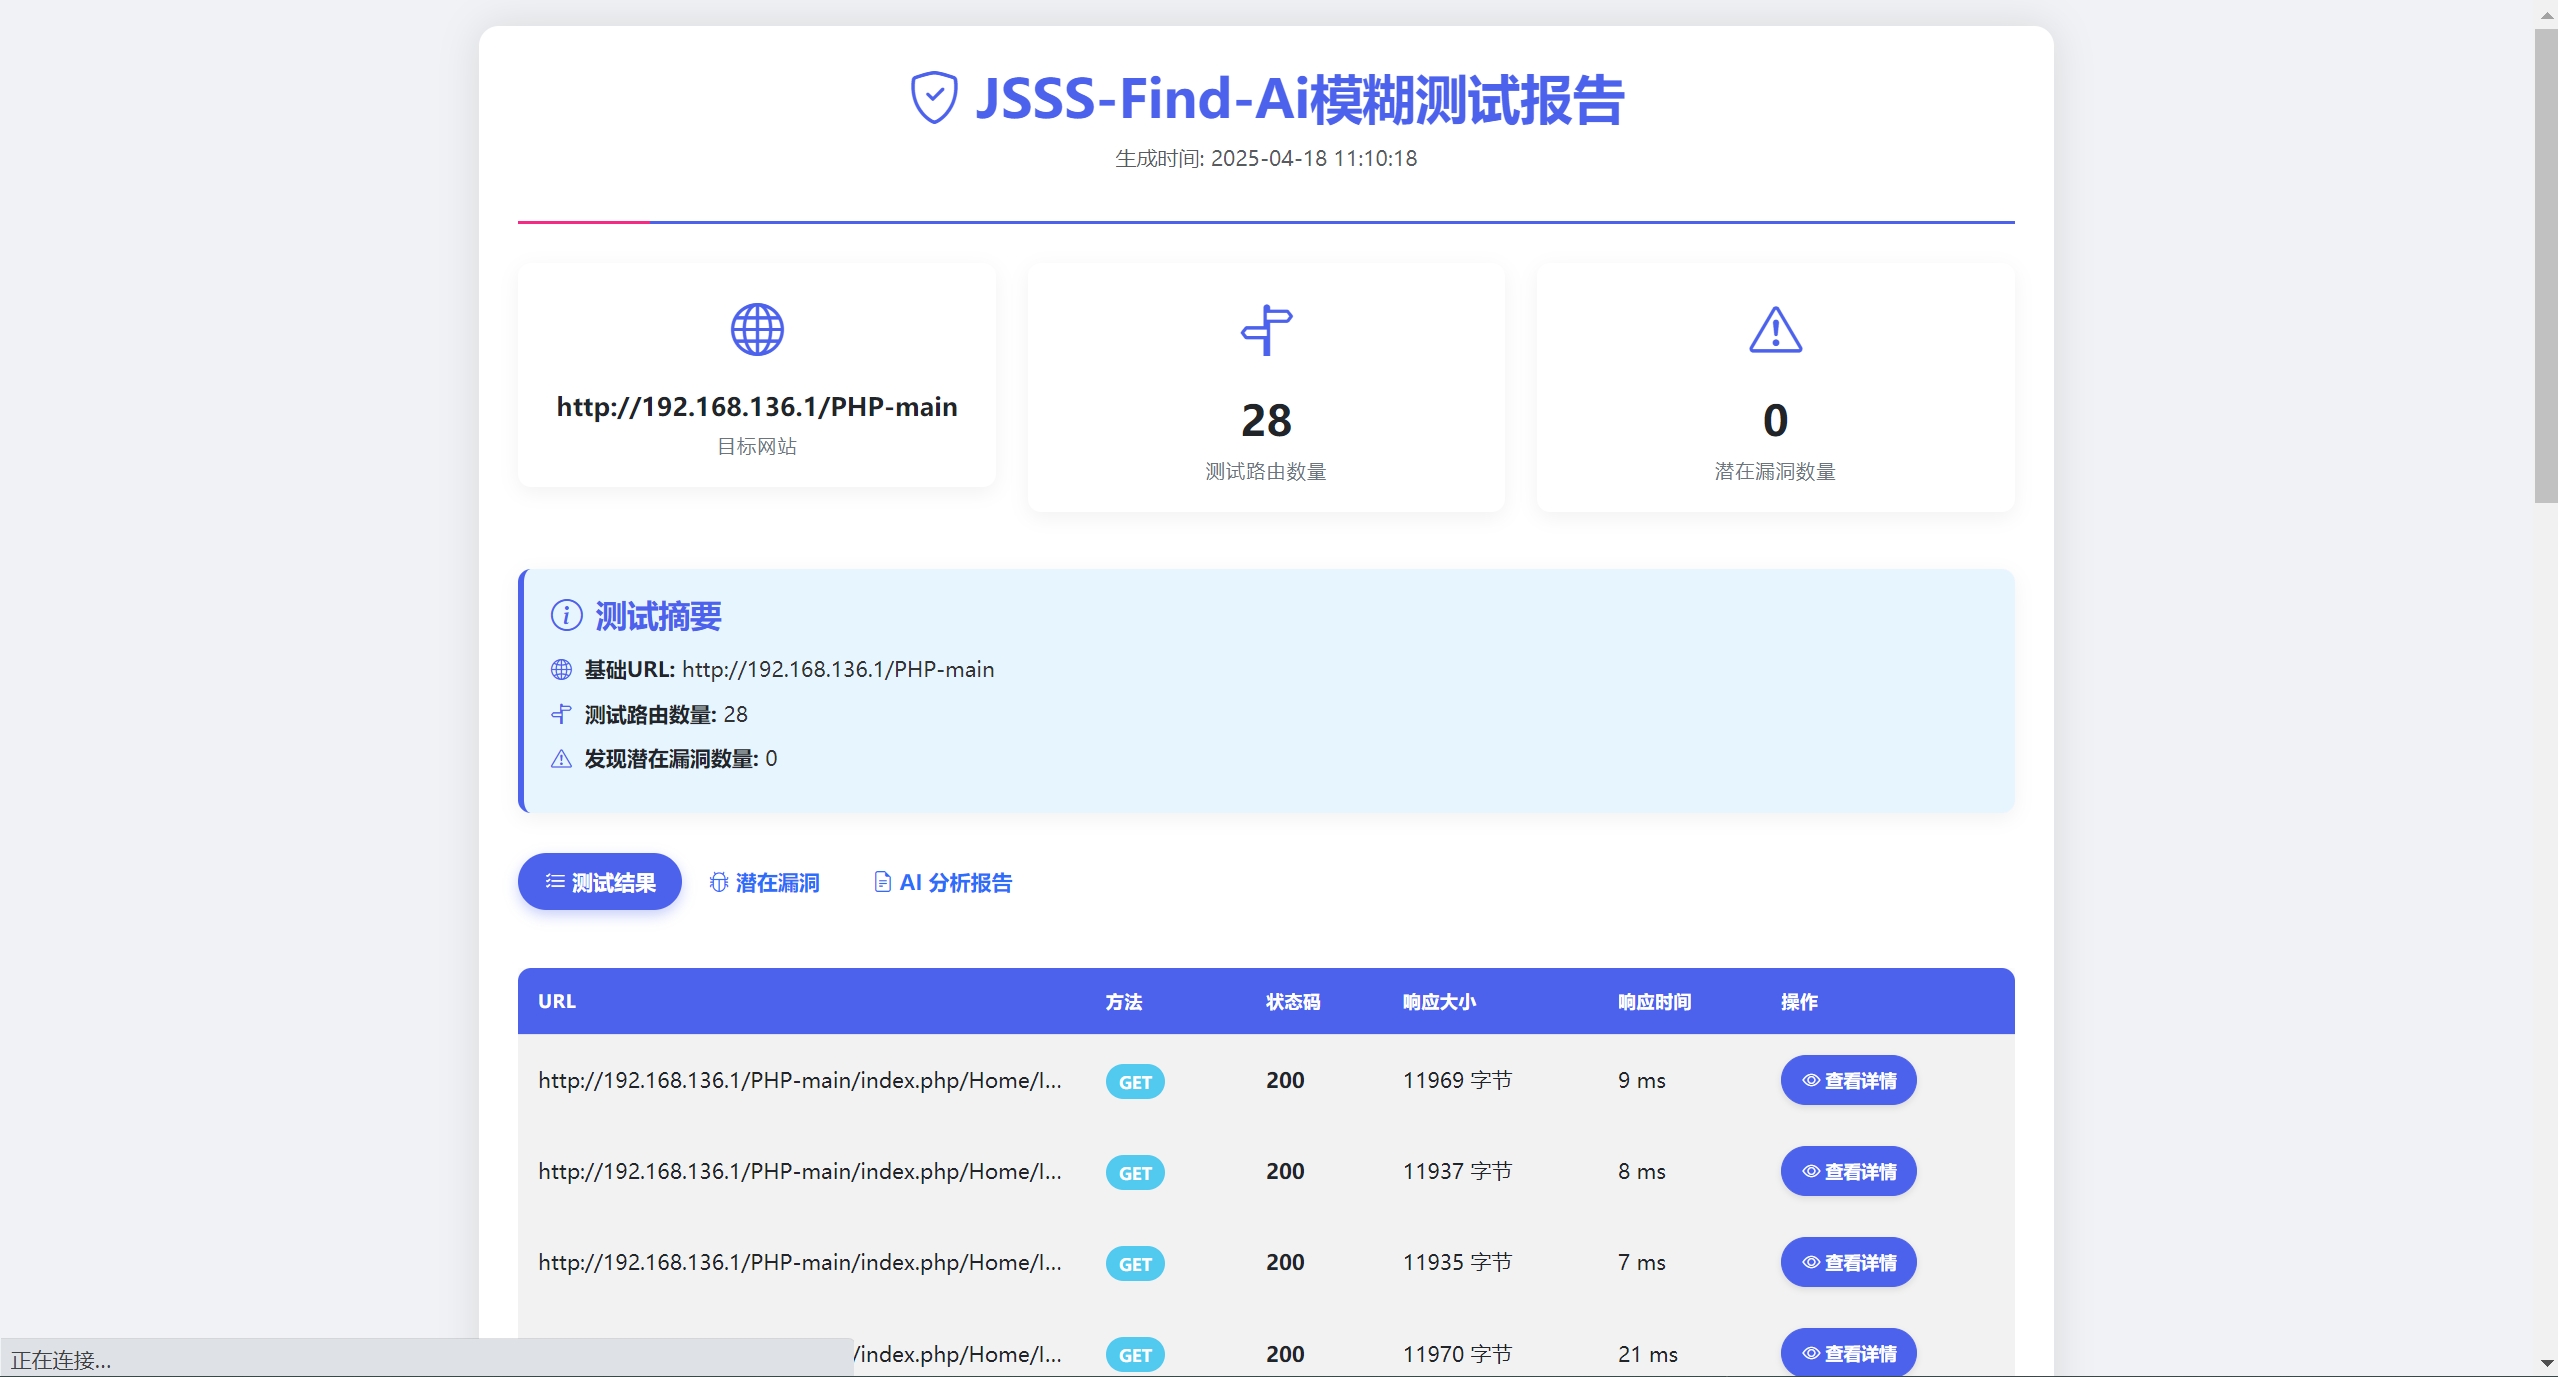 JSSS-Find-Ai模糊测试报告
生成时间: 2025-04-18 11:10:18
http://192.168.136.1/PHP-main
目标网站
28
测试路由数量
0
潜在漏洞数量
测试摘要
基础URL: http://192.168.136.1/PHP-main
测试路由数量: 28
发现潜在漏洞数量: 0
测试结果 潜在漏洞 AI 分析报告
URL 方法 状态码 响应大小 响应时间 操作
http://192.168.136.1/PHP-main/index.php/Home/I... GET 200 11969 字节 9 ms 查看详情
http://192.168.136.1/PHP-main/index.php/Home/I... GET 200 11937 字节 8 ms 查看详情
http://192.168.136.1/PHP-main/index.php/Home/I... GET 200 11935 字节 7 ms 查看详情
/index.php/Home/I... GET 200 11970 字节 21 ms 查看详情
正在连接...